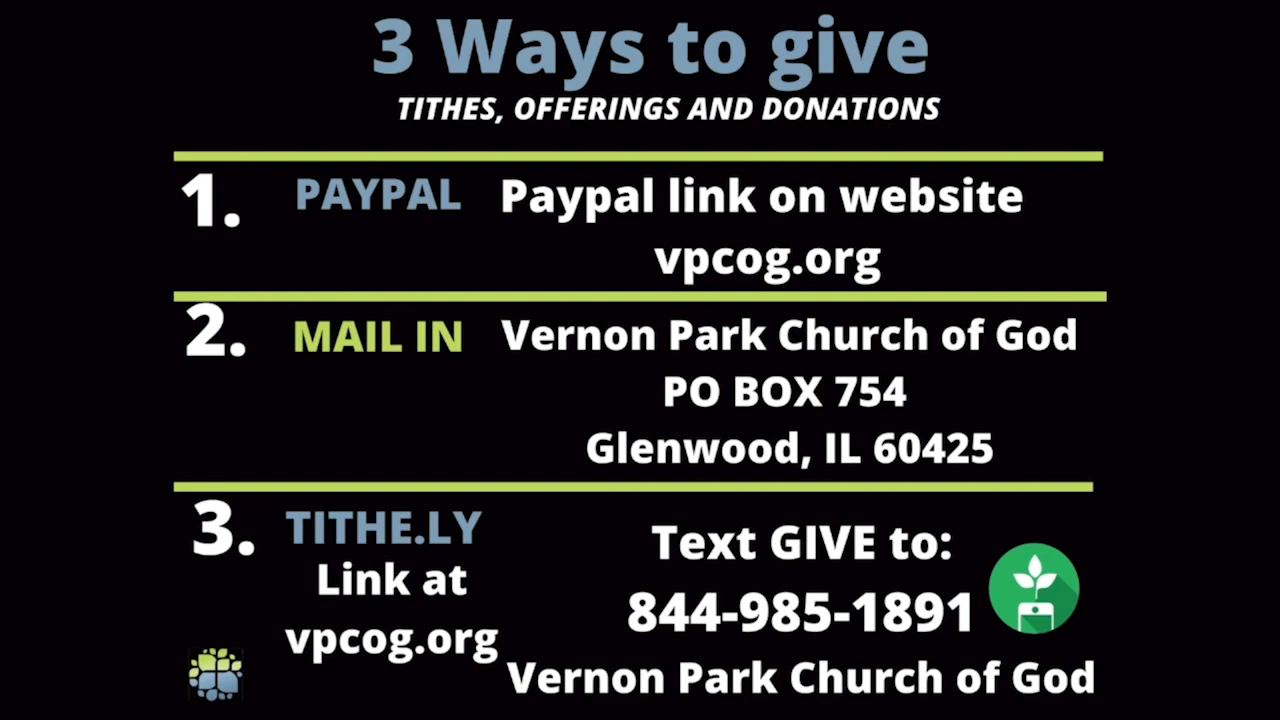 3 Ways to give
TITHES, OFFERINGS AND DONATIONS
1. PAYPAL Paypal link on website
vpcog.org
2. MAIL IN Vernon Park Church of God
PO BOX 754
Glenwood, IL 60425
3. TITHE.LY
Link at
vpcog.org
Text GIVE to:
844-985-1891
Vernon Park Church of God